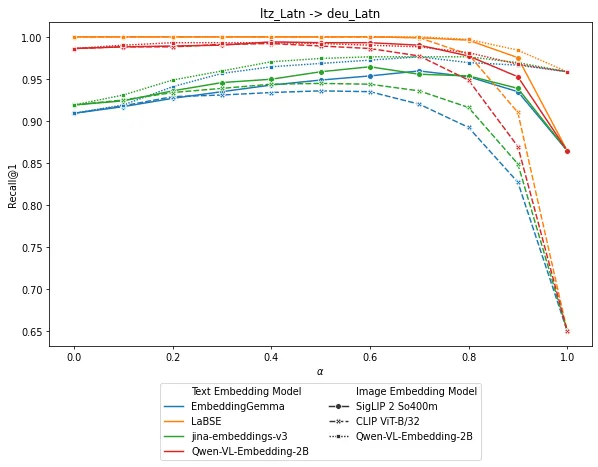 ltz_Latn -> deu_Latn
1.00
0.95
0.90
0.85
0.80
0.75
0.70
0.65
Recall@1
0.0 0.2 0.4 0.6 0.8 1.0
α
Text Embedding Model Image Embedding Model
EmbeddingGemma SigLIP 2 So400m
LaBSE CLIP ViT-B/32
jina-embeddings-v3 Qwen-VL-Embedding-2B
Qwen-VL-Embedding-2B